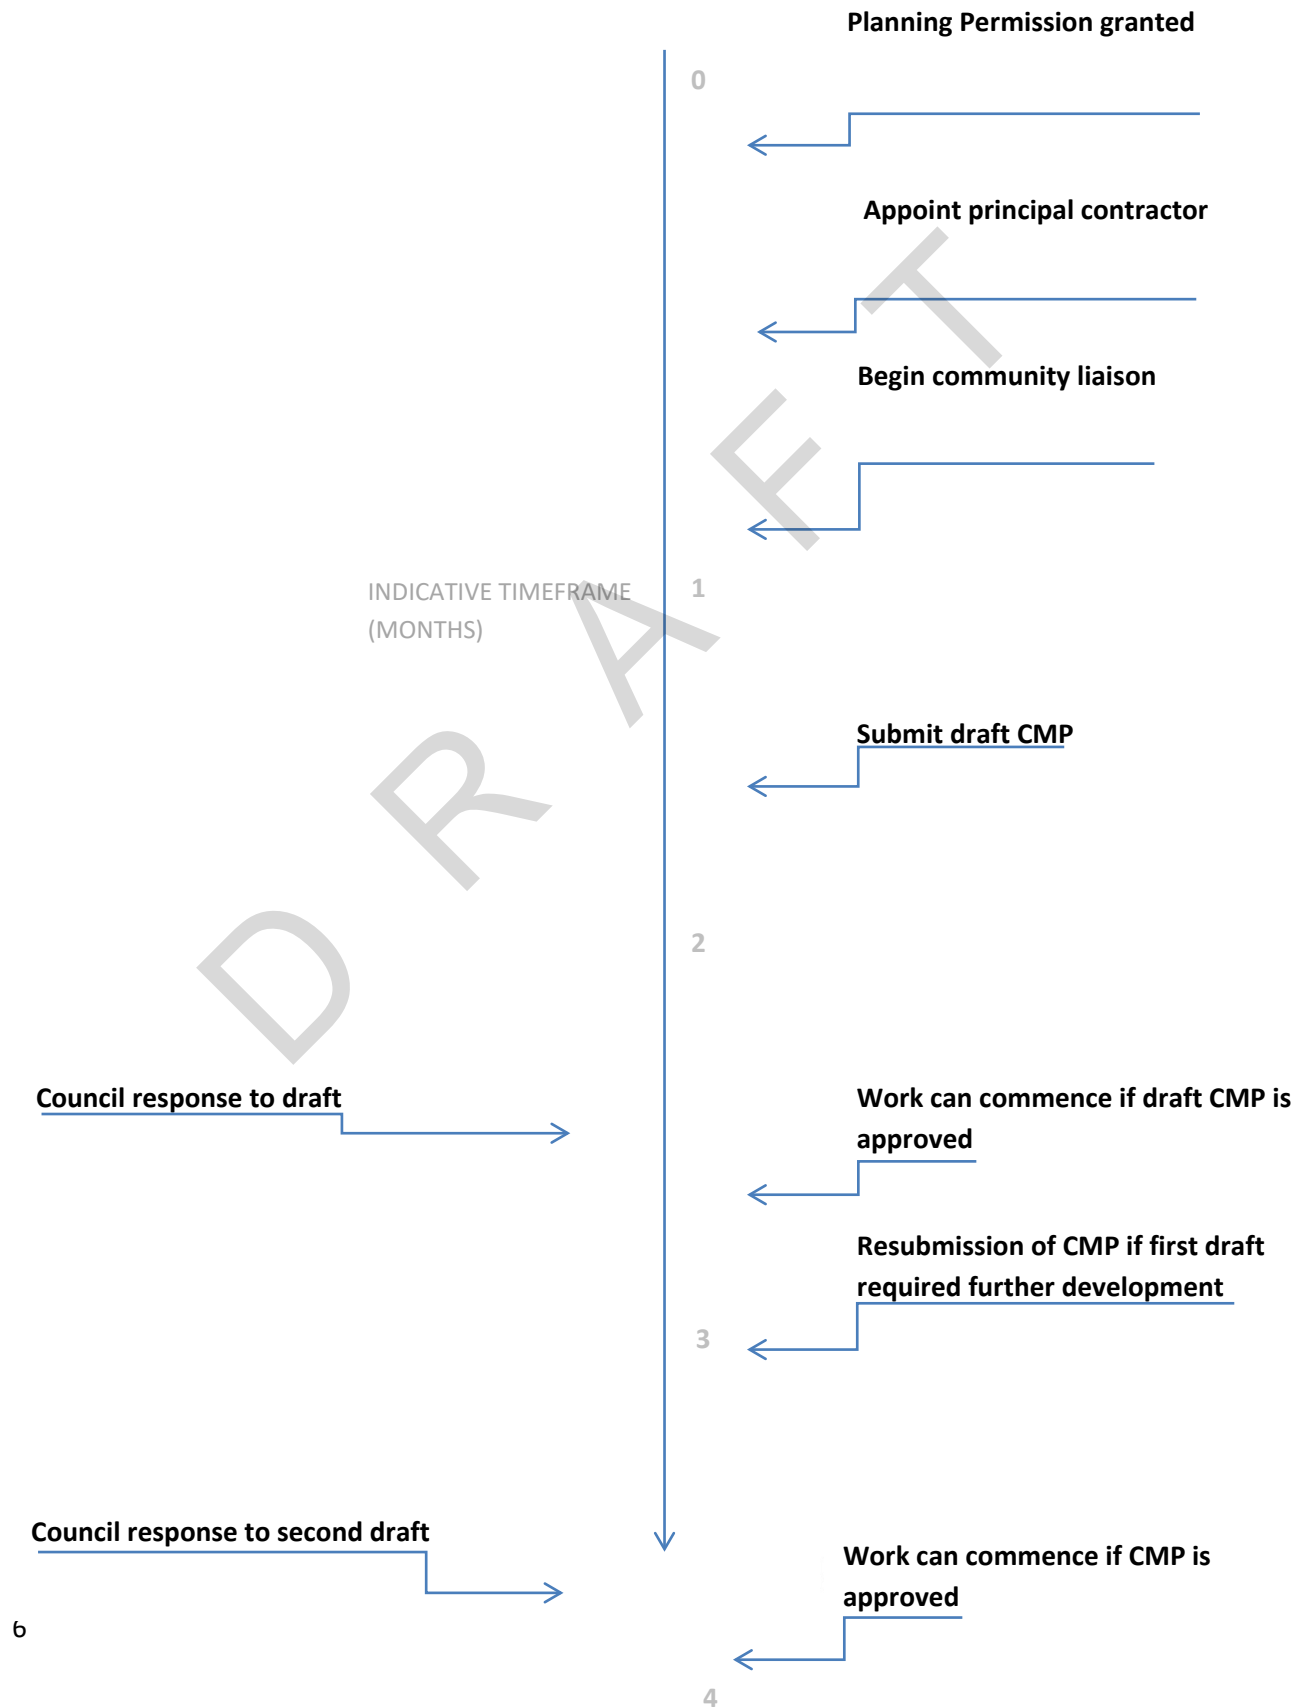 Planning Permission granted
0
Appoint principal contractor
Begin community liaison
INDICATIVE TIMEFRAME
(MONTHS)
1
Submit draft CMP
2
Council response to draft
Work can commence if draft CMP is
approved
Resubmission of CMP if first draft
required further development
3
Council response to second draft
Work can commence if CMP is
approved
6
4
DRAFT